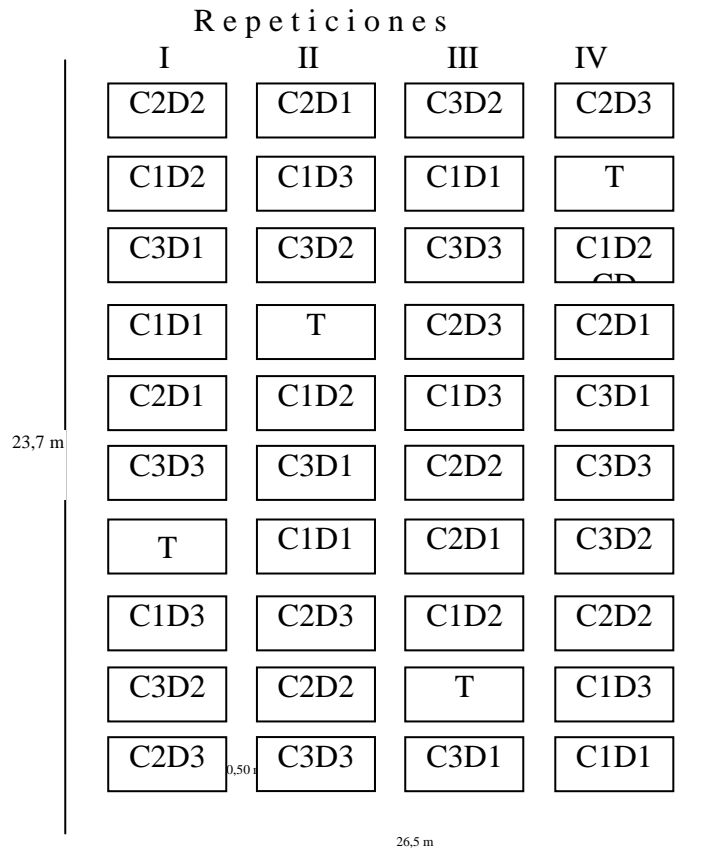 Repeticiones
I II III IV
C2D2 C2D1 C3D2 C2D3
C1D2 C1D3 C1D1 T
C3D1 C3D2 C3D3 C1D2
C1D1 T C2D3 C2D1
C2D1 C1D2 C1D3 C3D1
23,7 m
C3D3 C3D1 C2D2 C3D3
T C1D1 C2D1 C3D2
C1D3 C2D3 C1D2 C2D2
C3D2 C2D2 T C1D3
C2D3 0,50 C3D3 C3D1 C1D1
26,5 m